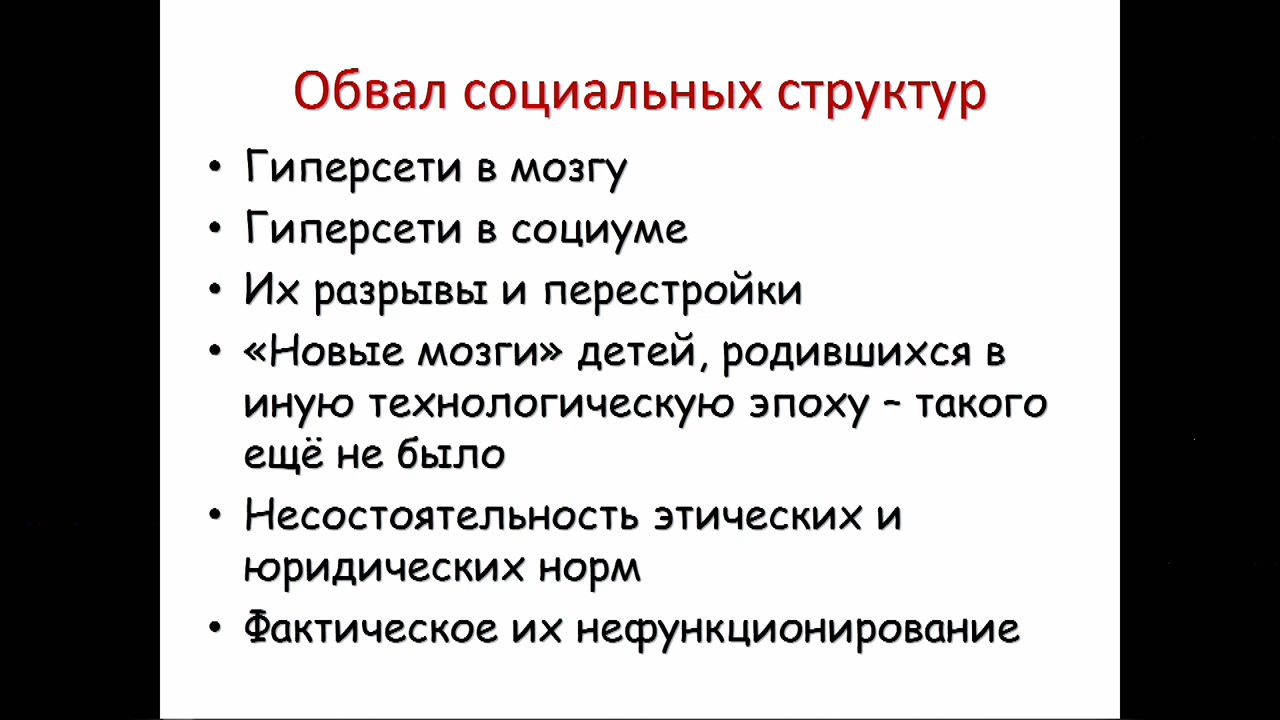 Обвал социальных структур
• Гиперсети в мозгу
• Гиперсети в социуме
• Их разрывы и перестройки
• «Новые мозги» детей, родившихся в
иную технологическую эпоху – такого
ещё не было
• Несостоятельность этических и
юридических норм
• Фактическое их нефункционирование